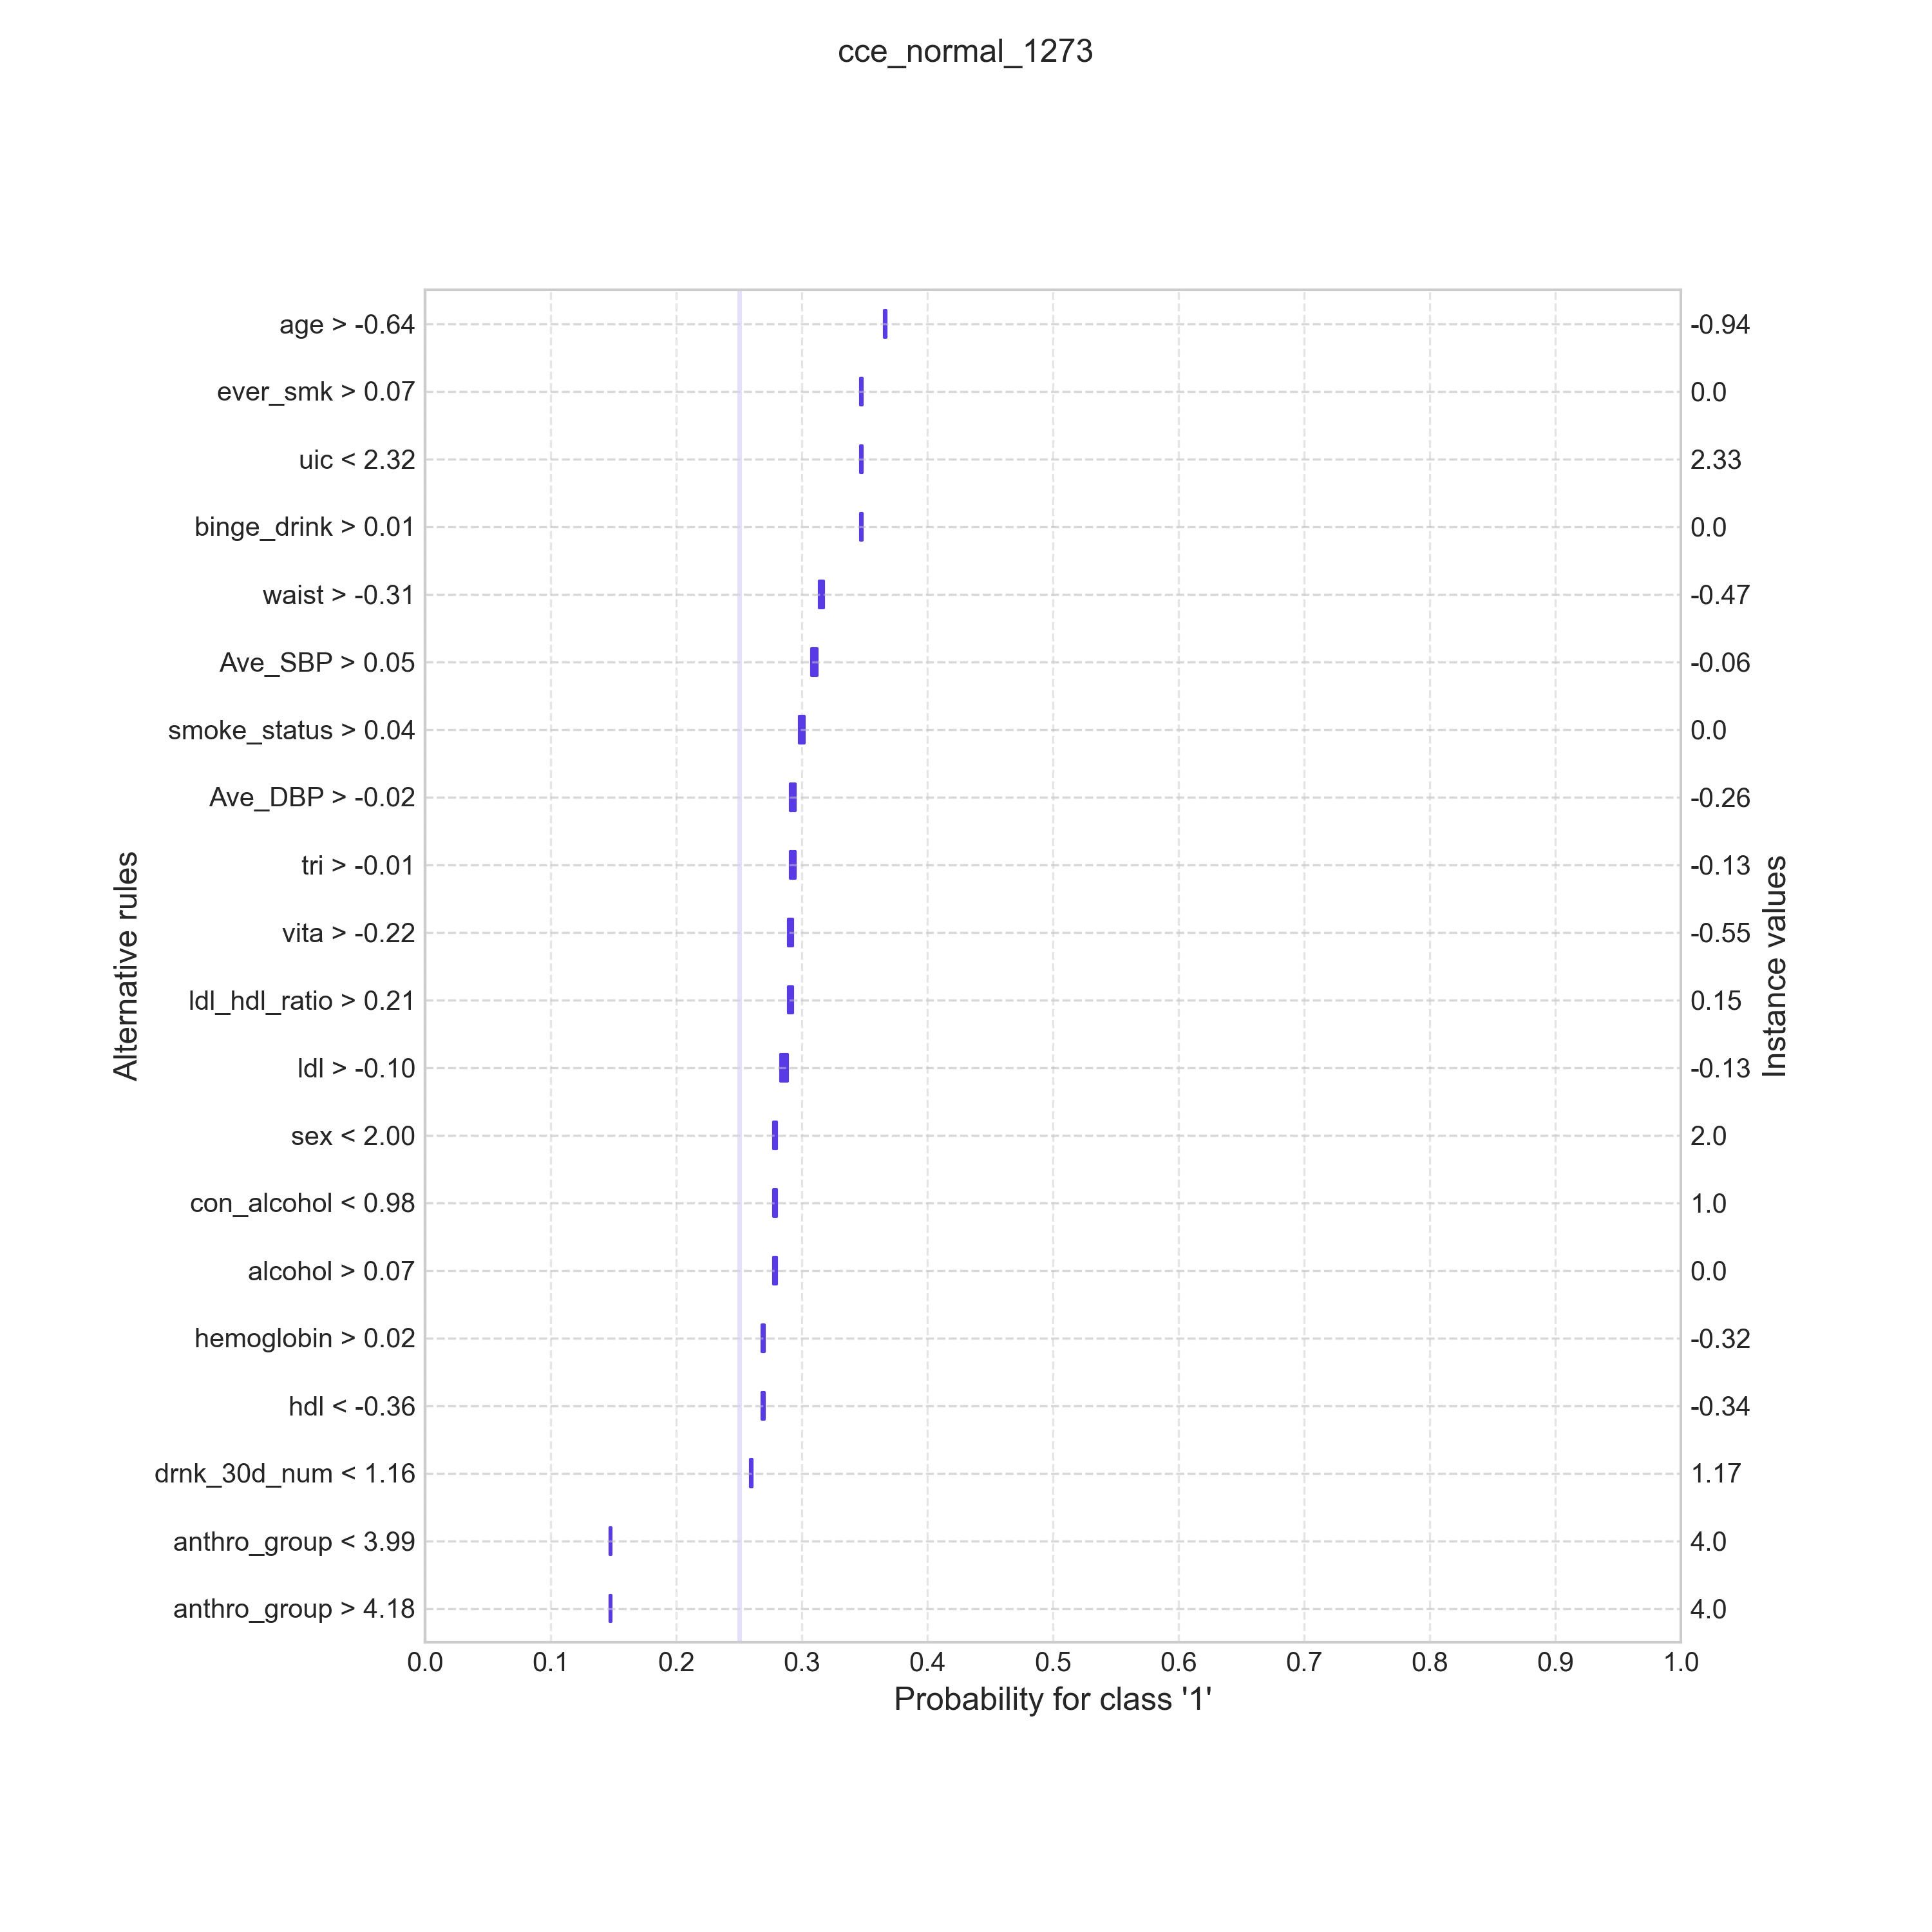 cce_normal_1273
age > -0.64 -0.94
ever_smk > 0.07 0.0
uic < 2.32 2.33
binge_drink > 0.01 0.0
waist > -0.31 -0.47
Ave_SBP > 0.05 -0.06
smoke_status > 0.04 0.0
Ave_DBP > -0.02 -0.26
tri > -0.01 -0.13
vita > -0.22 -0.55
ldl_hdl_ratio > 0.21 0.15
ldl > -0.10 -0.13
sex < 2.00 2.0
con_alcohol < 0.98 1.0
alcohol > 0.07 0.0
hemoglobin > 0.02 -0.32
hdl < -0.36 -0.34
drnk_30d_num < 1.16 1.17
anthro_group < 3.99 4.0
anthro_group > 4.18 4.0
Alternative rules
Instance values
0.0 0.1 0.2 0.3 0.4 0.5 0.6 0.7 0.8 0.9 1.0
Probability for class '1'